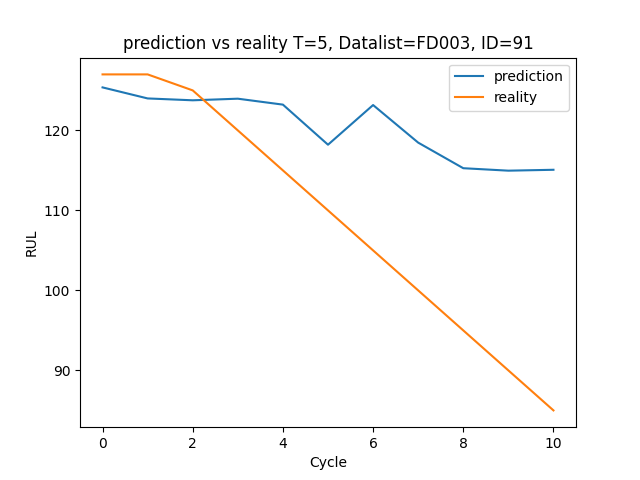 prediction vs reality T=5, Datalist=FD003, ID=91
prediction
reality
120
110
100
90
RUL
0 2 4 6 8 10
Cycle